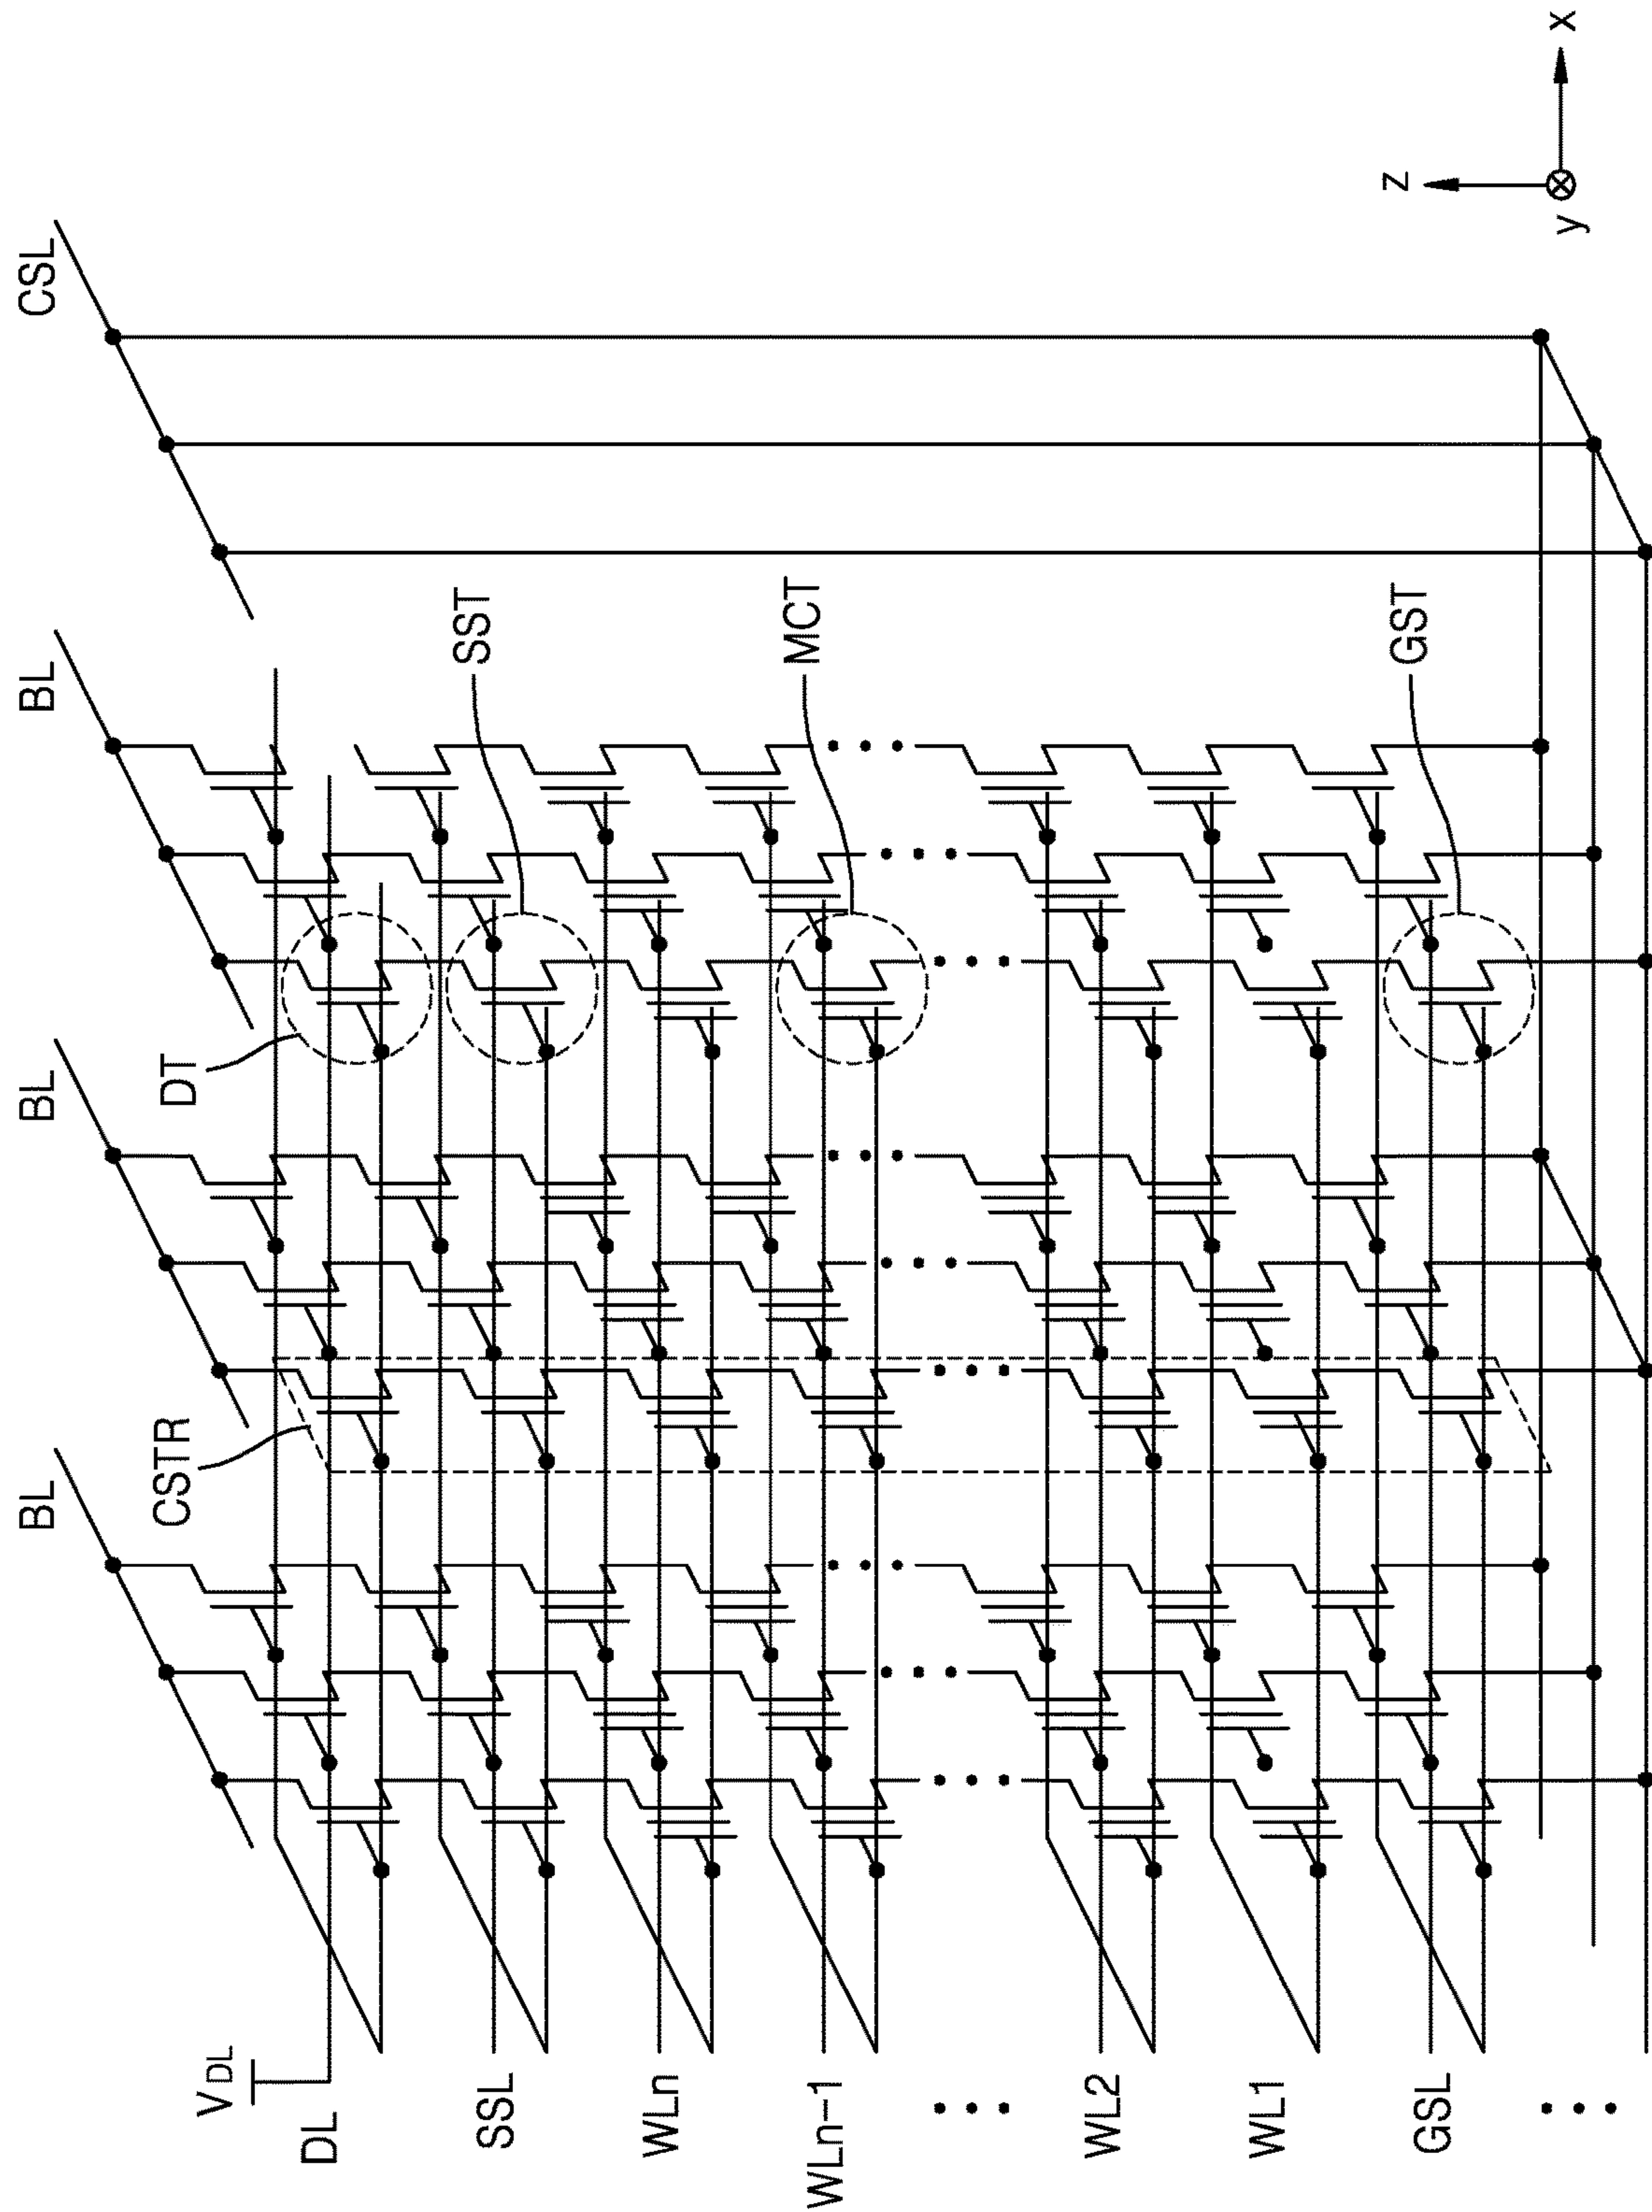 BL
BL
BL
CSL
CSTR
DT
SST
MCT
GST
VDL
DL
SSL
WLn
WLn-1
WL2
WL1
GSL
z
y
x